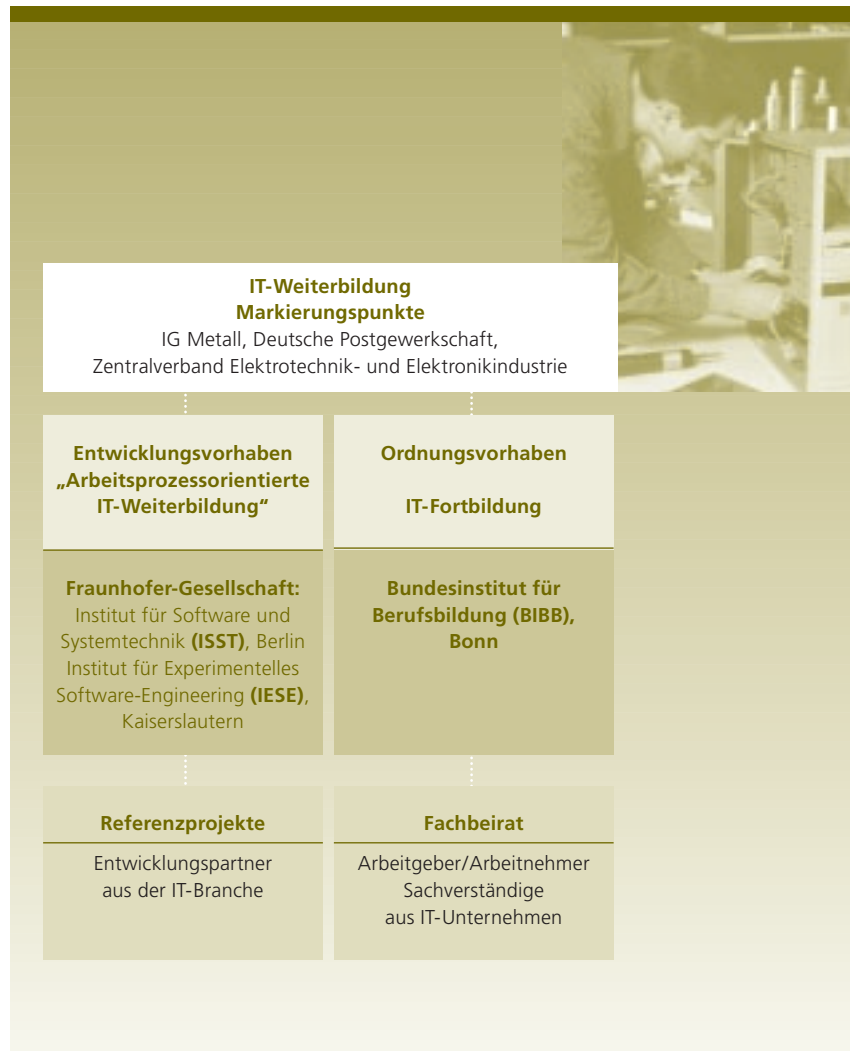 IT-Weiterbildung
Markierungspunkte
IG Metall, Deutsche Postgewerkschaft,
Zentralverband Elektrotechnik- und Elektronikindustrie
Entwicklungsvorhaben
„Arbeitsprozessorientierte
IT-Weiterbildung“
Fraunhofer-Gesellschaft:
Institut für Software und
Systemtechnik (ISST), Berlin
Institut für Experimentelles
Software-Engineering (IESE),
Kaiserslautern
Referenzprojekte
Entwicklungspartner
aus der IT-Branche
Ordnungsvorhaben
IT-Fortbildung
Bundesinstitut für
Berufsbildung (BIBB),
Bonn
Fachbeirat
Arbeitgeber/Arbeitnehmer
Sachverständige
aus IT-Unternehmen